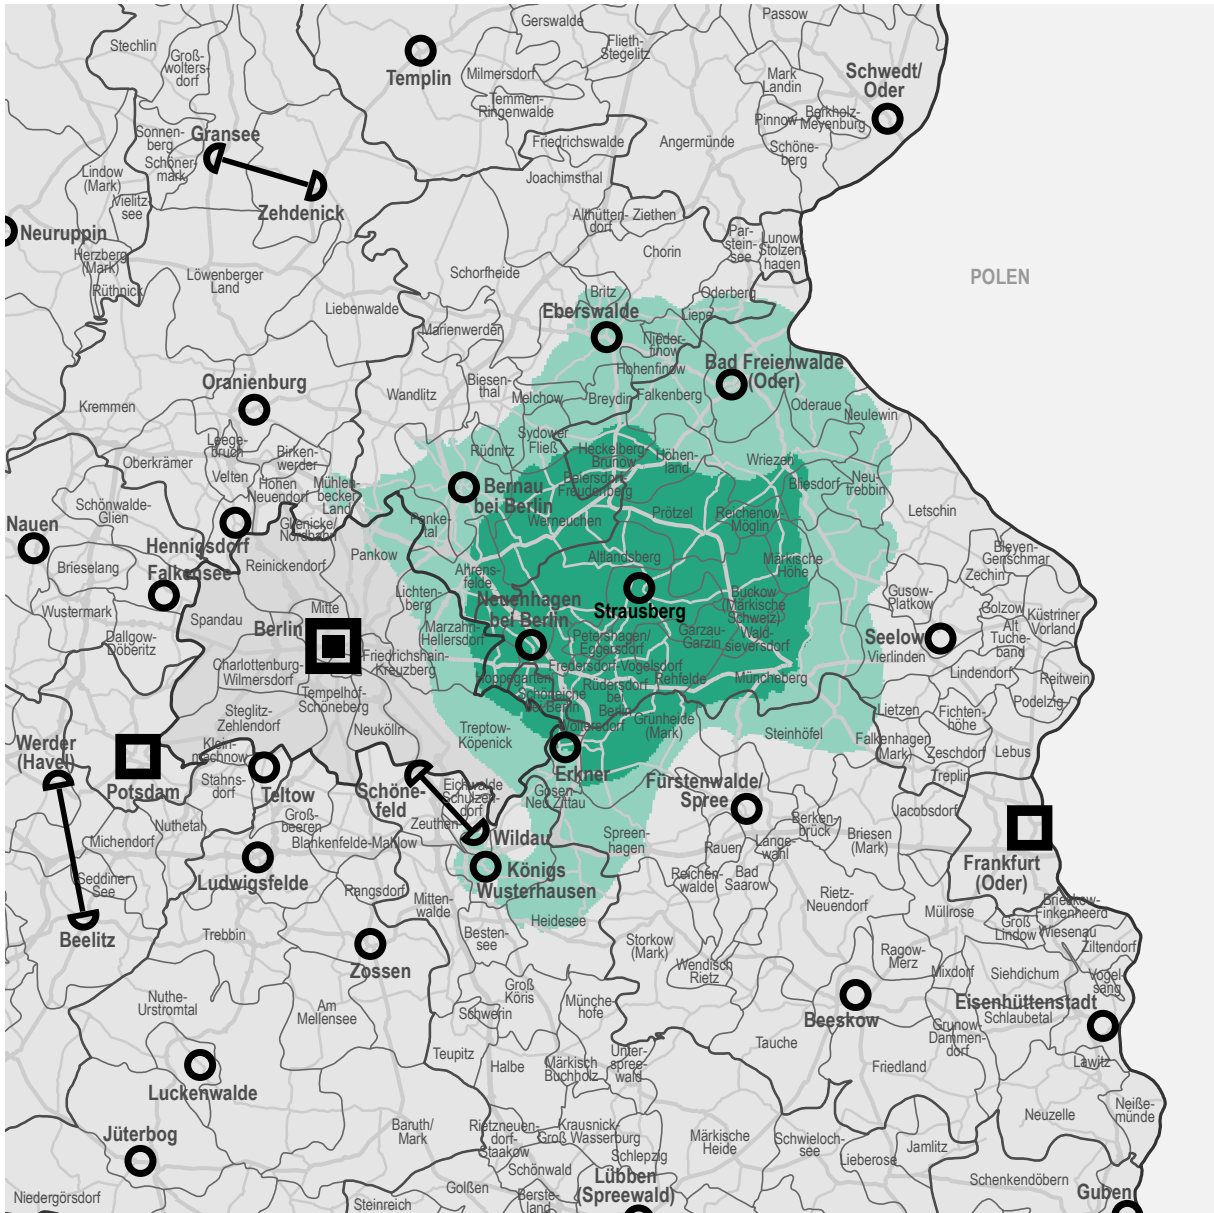 Gerswalde
Passow
Stechlin
Groß-
wolters-
dorf
Flieth-
Stegelitz
Templin
Milmersdorf
Mark
Landin
Schwedt/
Oder
Temmen-
Ringenwalde
Pinnow
Berkholz-
Meyenburg
Sonnen-
berg
Gransee
Friedrichswalde
Angermünde
Schöne-
berg
Schöner-
mark
Lindow
(Mark)
Joachimsthal
Vielitz-
see
Zehdenick
Althütten-
dorf
Ziethen
Neuruppin
Par-
stein-
see
Lunow-
Stolzen-
hagen
Herzberg
(Mark)
Chorin
Rüthnick
Löwenberger
Land
Schorfheide
POLEN
Liebenwalde
Britz
Oderberg
Eberswalde
Liepe
Marienwerder
Nieder-
finow
Hohenfinow
Bad Freienwalde
(Oder)
Oranienburg
Wandlitz
Biesen-
thal
Melchow
Breydin
Falkenberg
Kremmen
Oderaue
Neulewin
Leege-
bruch
Birken-
werder
Sydower
Fließ
Rüdnitz
Heckelberg-
Brunow
Höhen-
land
Wriezen
Oberkrämer
Velten
Hohen
Neuendorf
Mühlen-
becker
Land
Beiersdorf-
Freudenberg
Bliesdorf
Neu-
trebbin
Bernau
bei Berlin
Schönwalde-
Glien
Letschin
Nauen
Glienicke/
Nordbahn
Panke-
tal
Werneuchen
Prötzel
Reichenow-
Möglin
Hennigsdorf
Pankow
Altlandsberg
Märkische
Höhe
Bleyen-
Genschmar
Brieselang
Falkensee
Reinickendorf
Ahrens-
felde
Zechin
Wustermark
Mitte
Lichten-
berg
Neuenhagen
bei Berlin
Strausberg
Buckow
(Märkische
Schweiz)
Gusow-
Platkow
Golzow
Küstriner
Vorland
Dallgow-
Döberitz
Spandau
Berlin
Marzahn-
Hellersdorf
Petershagen/
Eggersdorf
Garzau-
Garzin
Wald-
sieversdorf
Seelow
Alt
Tuche-
band
Vierlinden
Friedrichshain-
Kreuzberg
Charlottenburg-
Wilmersdorf
Fredersdorf-Vogelsdorf
Lindendorf
Reitwein
Hoppegarten
Rehfelde
Müncheberg
Tempelhof-
Schöneberg
Schöneiche
bei Berlin
Rüdersdorf
bei
Berlin
Podelzig
Steglitz-
Zehlendorf
Neukölln
Treptow-
Köpenick
Woltersdorf
Grünheide
(Mark)
Steinhöfel
Lietzen
Fichten-
höhe
Werder
(Havel)
Klein-
machnow
Falkenhagen
(Mark)
Zeschdorf
Lebus
Potsdam
Stahns-
dorf
Teltow
Schöne-
feld
Eichwalde
Schulzen-
dorf
Erkner
Gosen-
Neu Zittau
Fürstenwalde/
Spree
Treplin
Jacobsdorf
Nuthetal
Groß-
beeren
Zeuthen
Wildau
Berken-
brück
Michendorf
Blankenfelde-Mahlow
Spreen-
hagen
Rauen
Lange-
wahl
Briesen
(Mark)
Frankfurt
(Oder)
Seddiner
See
Ludwigsfelde
Rangsdorf
Königs
Wusterhausen
Reichen-
walde
Bad
Saarow
Mitten-
walde
Rietz-
Neuendorf
Beelitz
Trebbin
Heidesee
Müllrose
Brieskow-
Finkenheerd
Groß
Lindow
Wiesenau
Zossen
Besten-
see
Storkow
(Mark)
Ziltendorf
Ragow-
Merz
Wendisch
Rietz
Mixdorf
Siehdichum
Vogel-
sang
Nuthe-
Urstromtal
Am
Mellensee
Groß
Köris
Münche-
hofe
Eisenhüttenstadt
Schwerin
Beeskow
Schlaubetal
Grunow-
Dammen-
dorf
Tauche
Teupitz
Halbe
Märkisch
Buchholz
Unter-
spree-
wald
Friedland
Lawitz
Luckenwalde
Neuzelle
Neiße-
münde
Jüterbog
Baruth/
Mark
Rietzneuen-
dorf-
Staakow
Krausnick-
Groß Wasserburg
Märkische
Heide
Schwieloch-
see
Jamlitz
Schlepzig
Lieberose
Schönwald
Lübben
(Spreewald)
Schenkendöbern
Niedergörsdorf
Steinreich
Golßen
Berste-
land
Guben